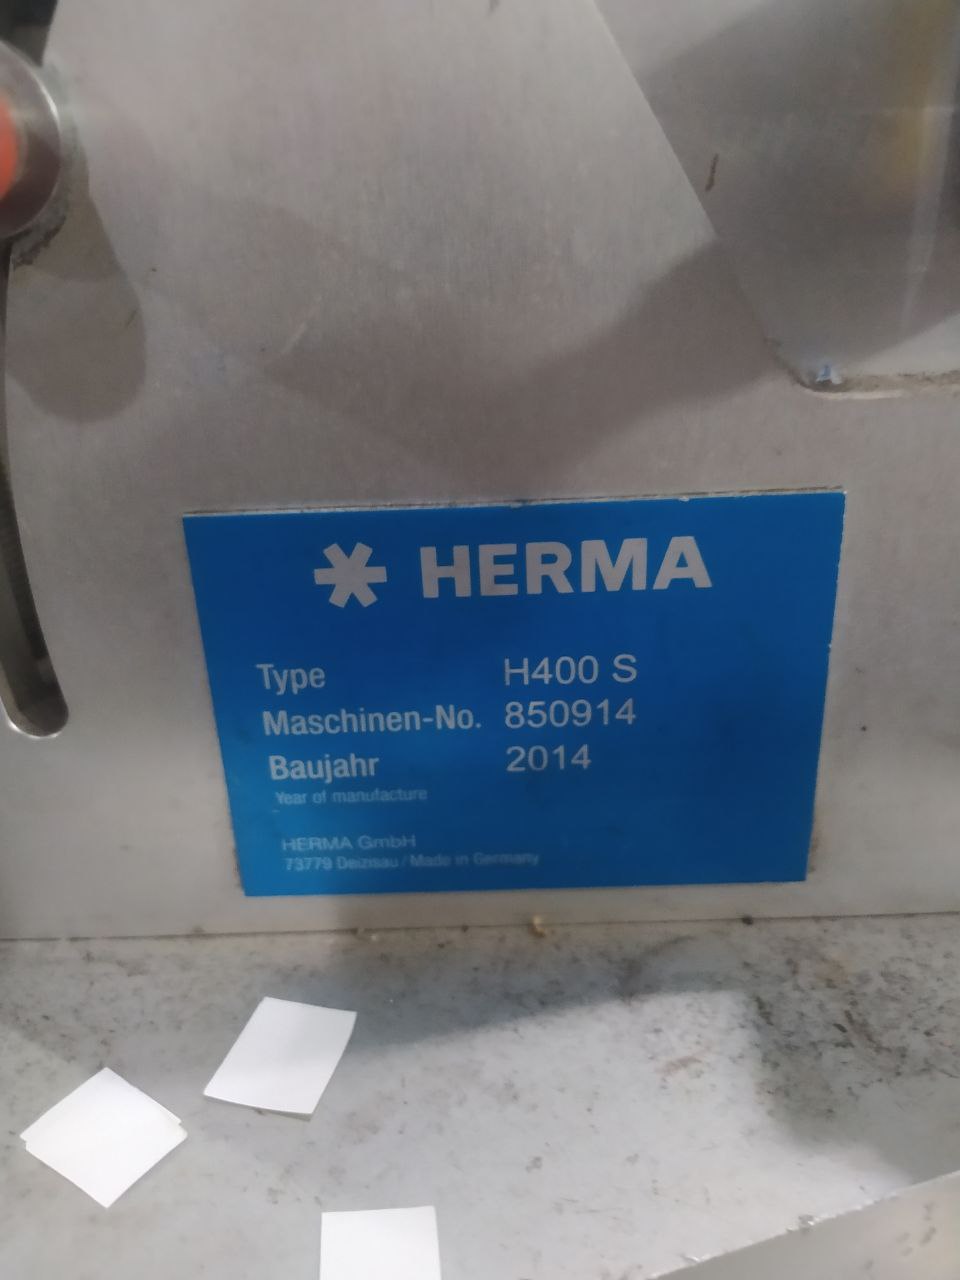 HERMA
Type H400 S
Maschinen-No. 850914
Baujahr 2014
Year of manufacture
HERMA GmbH
73779 Deizisau / Made in Germany